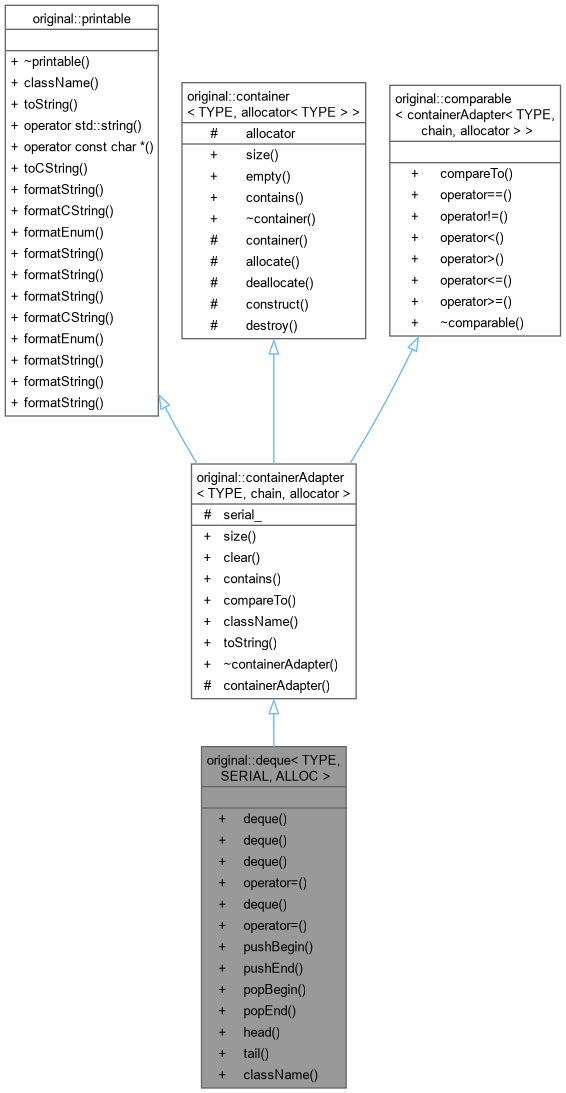 original::printable
+ ~printable()
+ className()
+ toString()
+ operator std::string()
+ operator const char *()
+ toCString()
+ formatString()
+ formatCString()
+ formatEnum()
+ formatString()
+ formatString()
+ formatString()
+ formatCString()
+ formatEnum()
+ formatString()
+ formatString()
+ formatString()
original::container
< TYPE, allocator< TYPE > >
# allocator
+ size()
+ empty()
+ contains()
+ ~container()
# container()
# allocate()
# deallocate()
# construct()
# destroy()
original::comparable
< containerAdapter< TYPE,
chain, allocator > >
+ compareTo()
+ operator==()
+ operator!=()
+ operator<()
+ operator>()
+ operator<=()
+ operator>=()
+ ~comparable()
original::containerAdapter
< TYPE, chain, allocator >
# serial_
+ size()
+ clear()
+ contains()
+ compareTo()
+ className()
+ toString()
+ ~containerAdapter()
# containerAdapter()
original::deque< TYPE,
SERIAL, ALLOC >
+ deque()
+ deque()
+ deque()
+ operator=()
+ deque()
+ operator=()
+ pushBegin()
+ pushEnd()
+ popBegin()
+ popEnd()
+ head()
+ tail()
+ className()